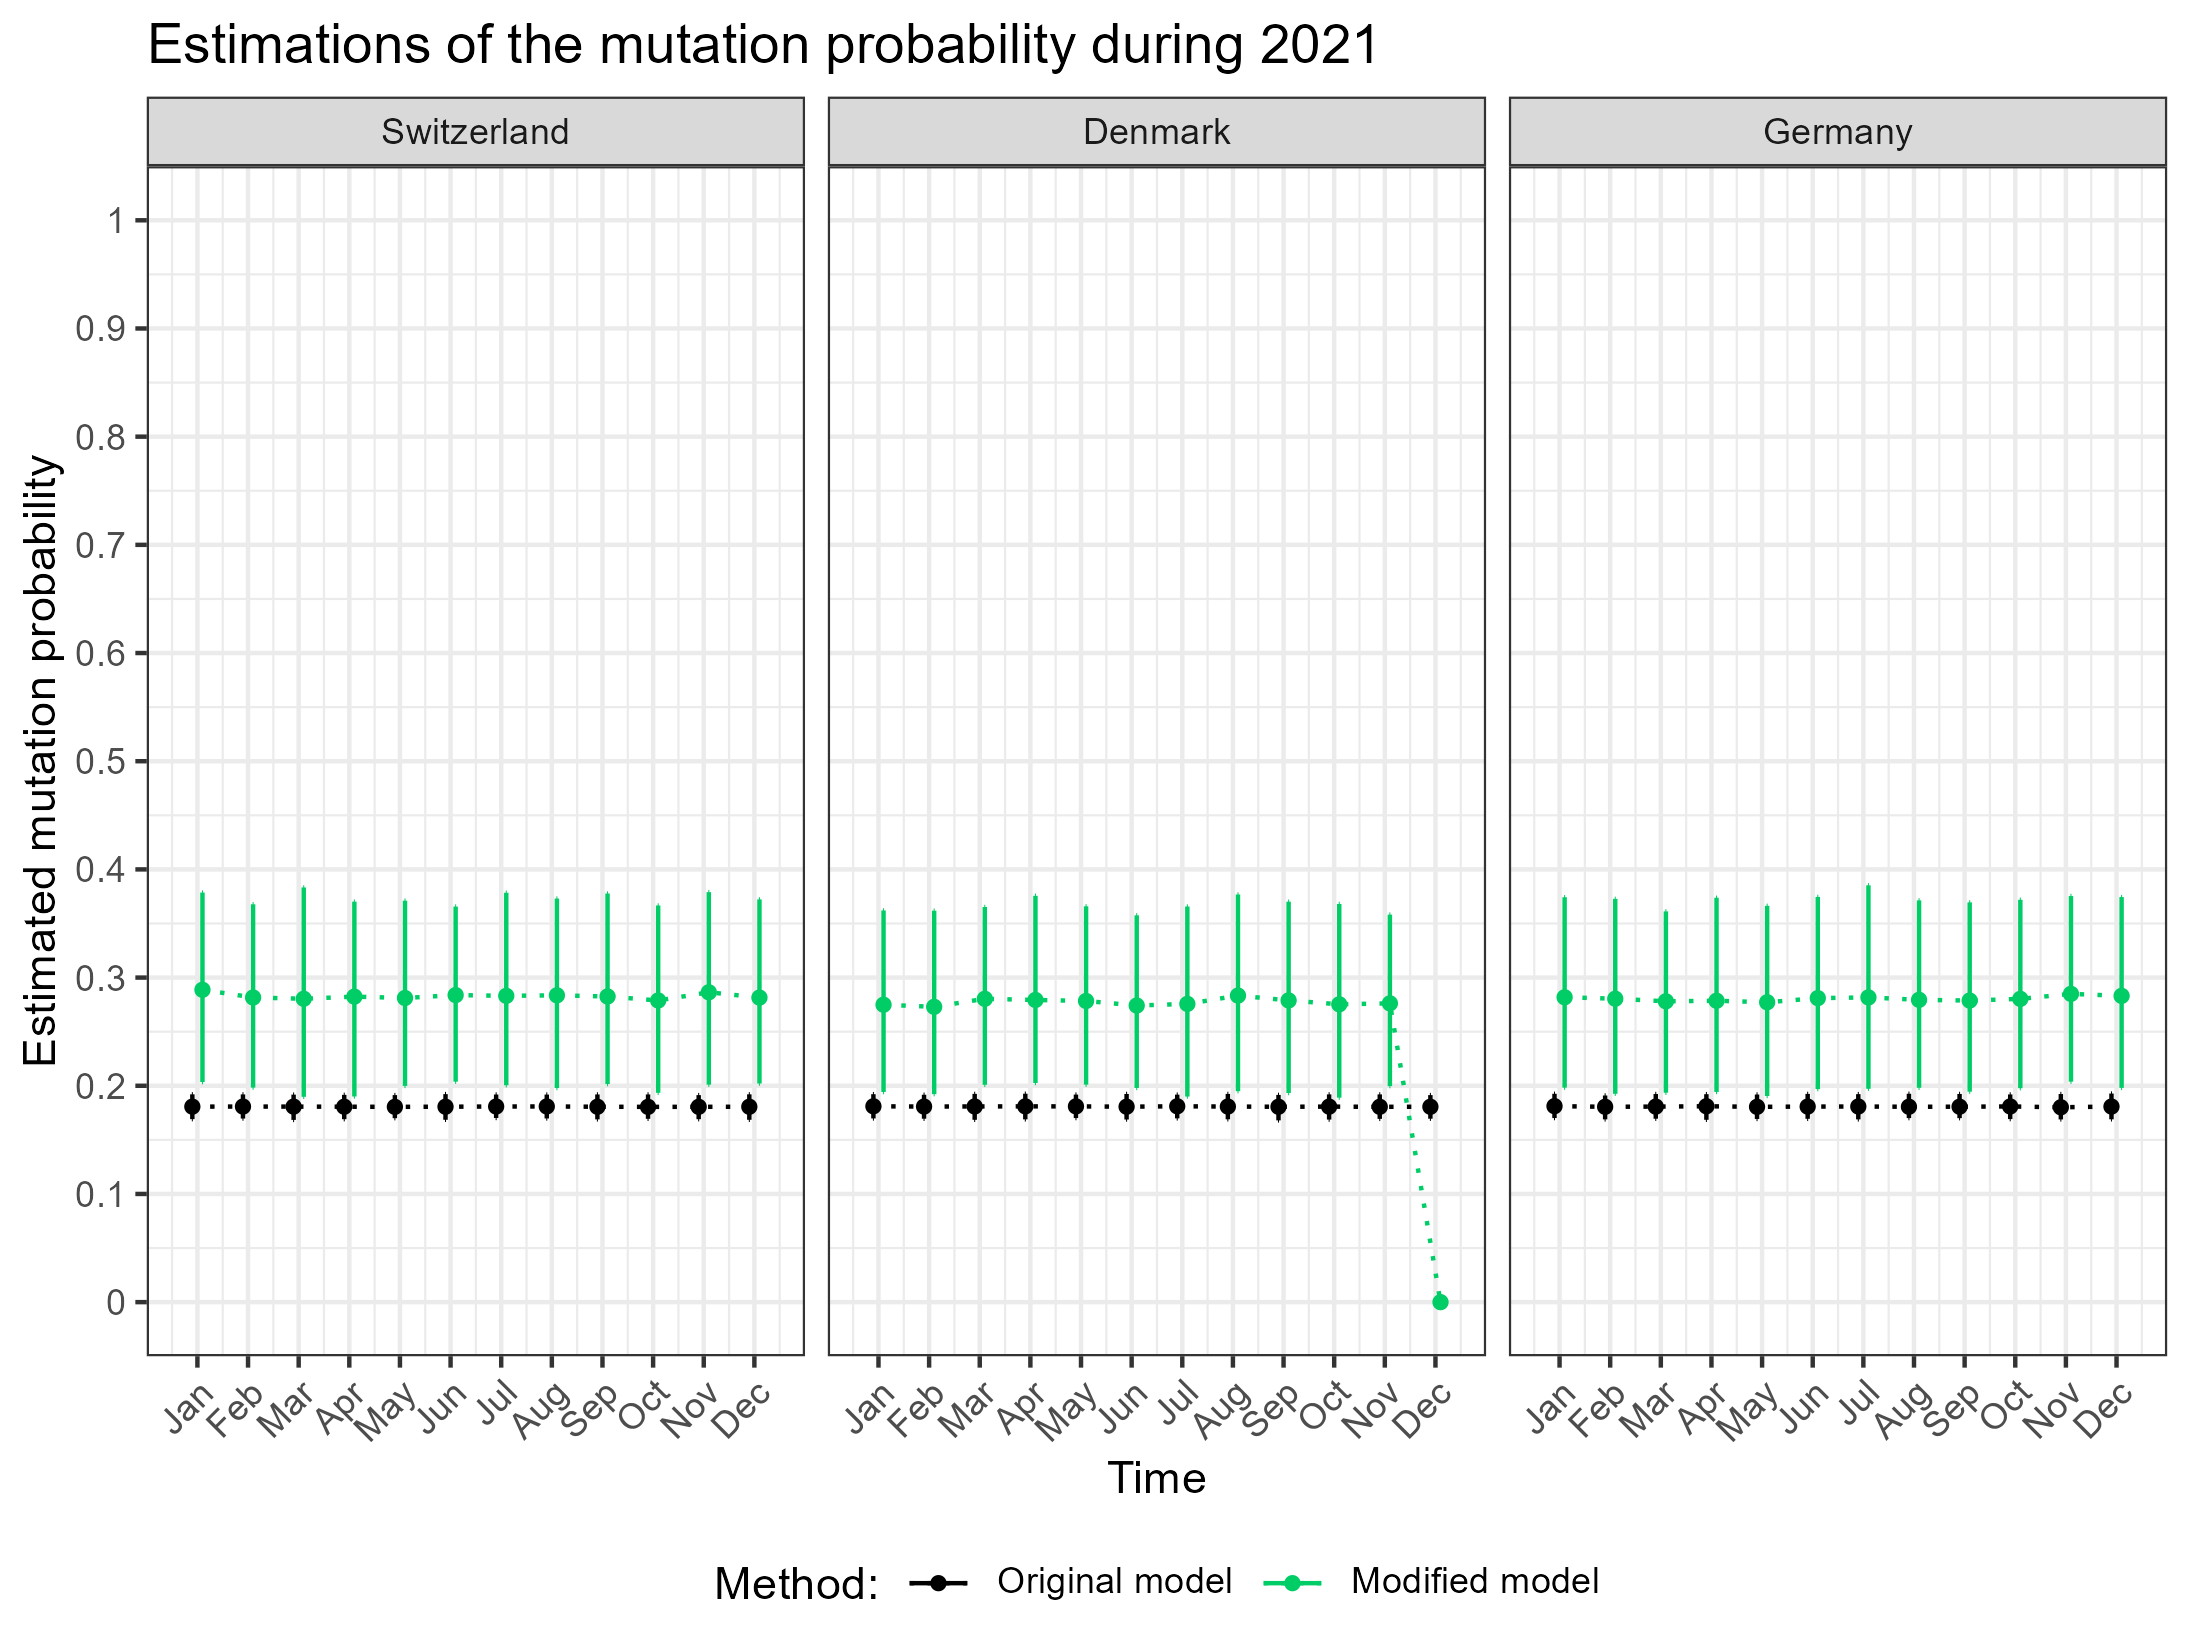 Estimations of the mutation probability during 2021
Switzerland
Denmark
Germany
Estimated mutation probability
1
0.9
0.8
0.7
0.6
0.5
0.4
0.3
0.2
0.1
0
Jan Feb Mar Apr May Jun Jul Aug Sep Oct Nov Dec
Jan Feb Mar Apr May Jun Jul Aug Sep Oct Nov Dec
Jan Feb Mar Apr May Jun Jul Aug Sep Oct Nov Dec
Time
Method: Original model Modified model